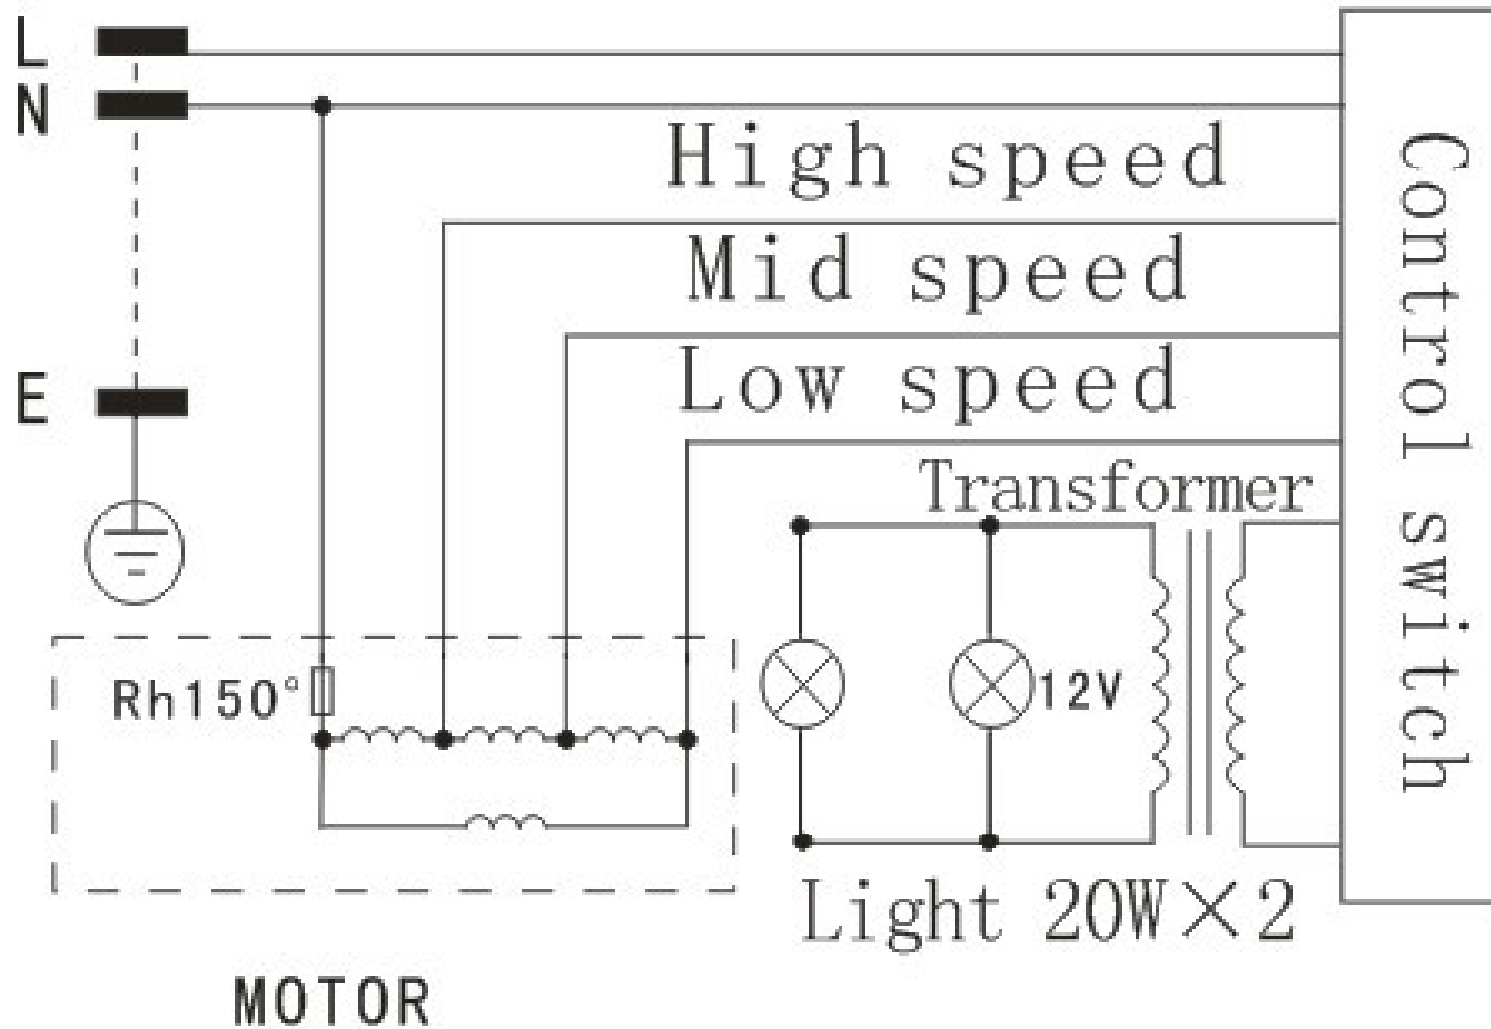 L
N
High speed
Mid speed
Low speed
E
Transformer
Control switch
Rh150°
12V
Light 20W×2
MOTOR